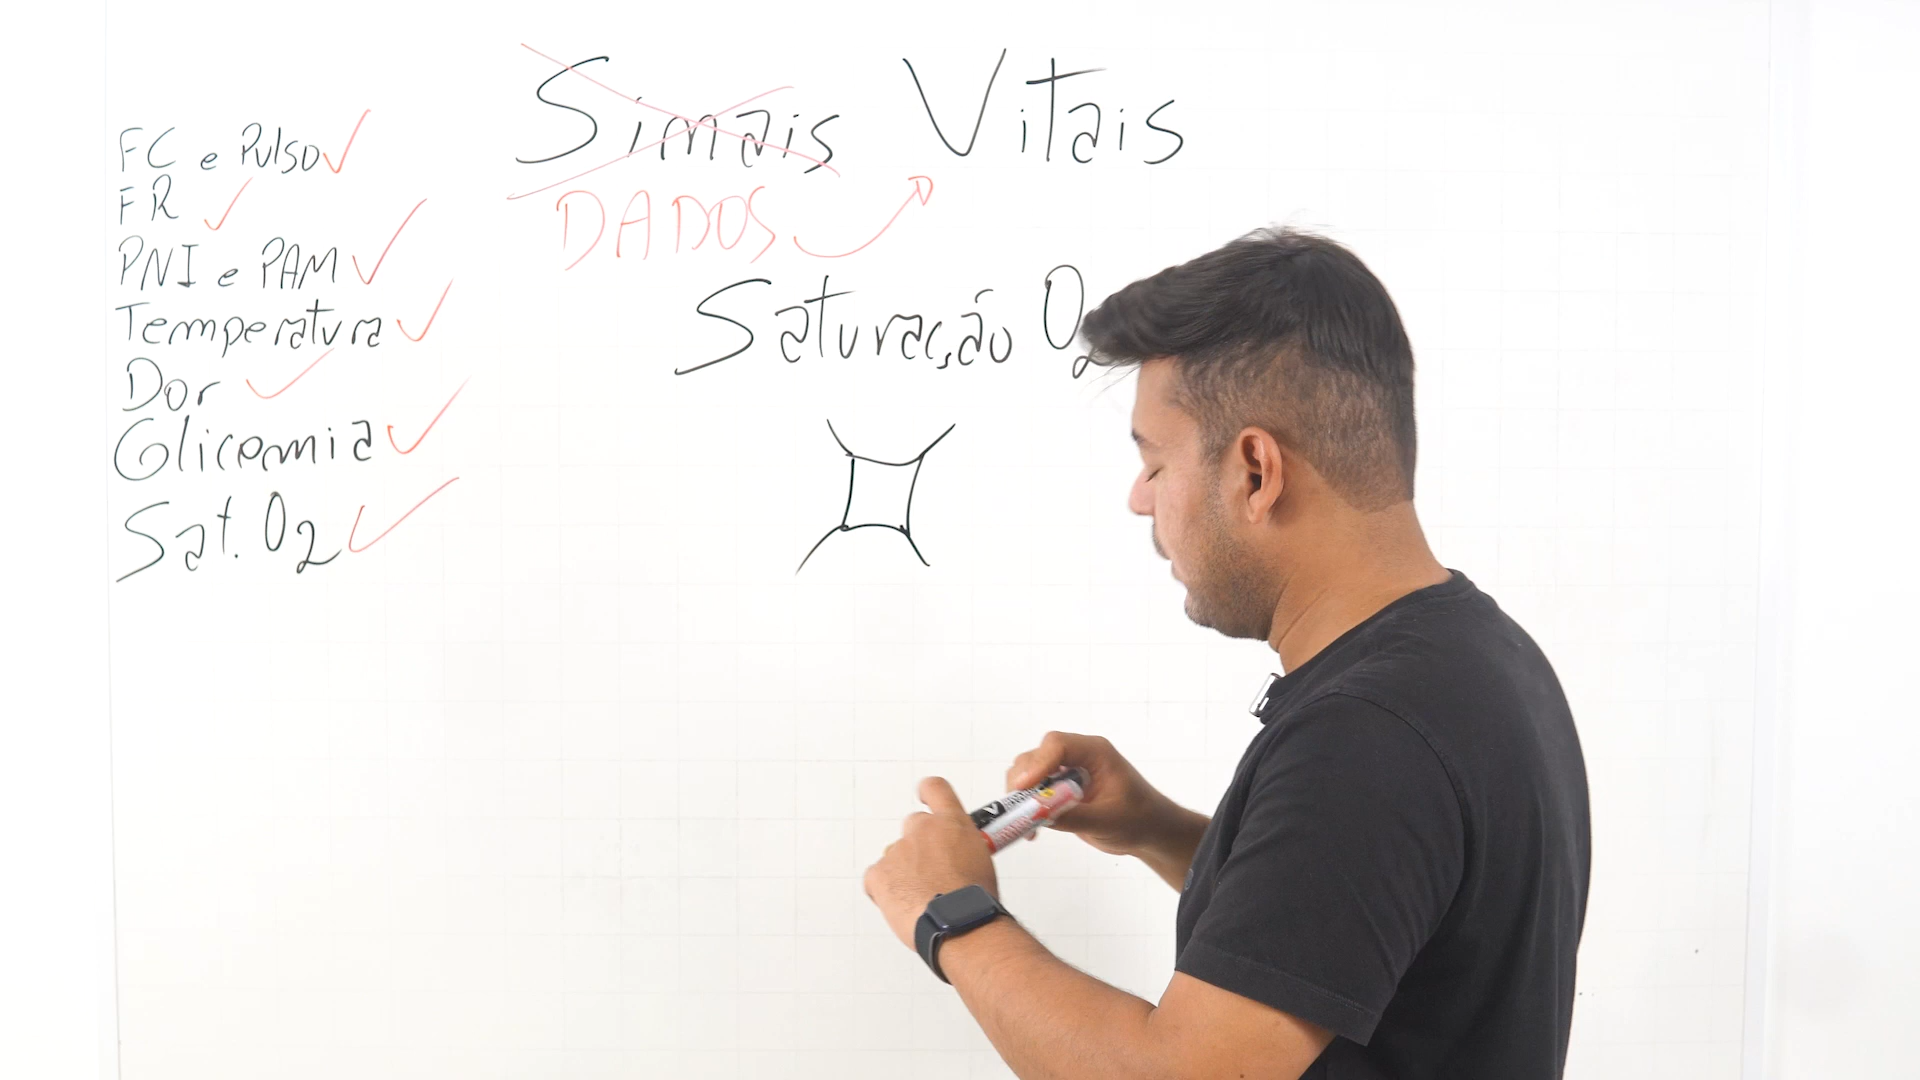 Sinais Vitais
DADOS
FC e Pulso
FR
PNI e PAM
Temperatura
Dor
Glicemia
Sat. O2
Saturação O2